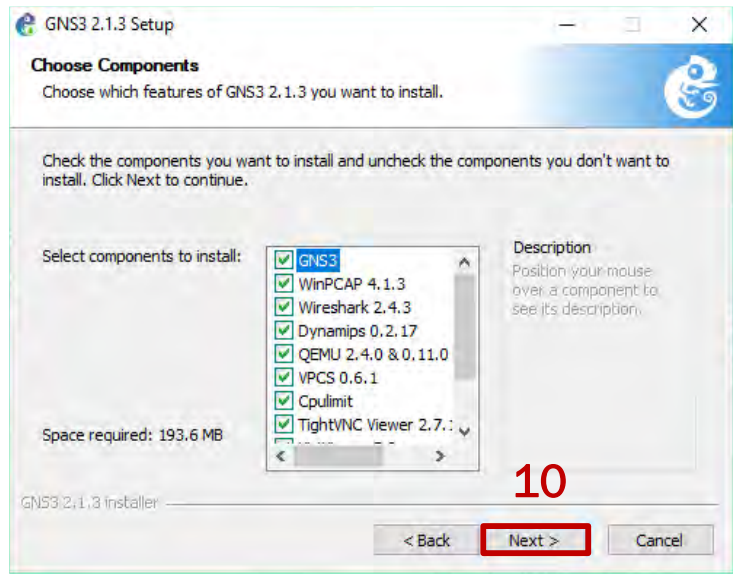 GNS3 2.1.3 Setup
Choose Components
Choose which features of GNS3 2.1.3 you want to install.
Check the components you want to install and uncheck the components you don't want to
install. Click Next to continue.
Select components to install:
GNS3
WinPCAP 4.1.3
Wireshark 2.4.3
Dynamips 0.2.17
QEMU 2.4.0 & 0.11.0
VPCS 0.6.1
Cpulimit
TightVNC Viewer 2.7.
Description
Position your mouse
over a component to
see its description.
Space required: 193.6 MB
10
GNS3 2.1.3 installer
< Back
Next >
Cancel